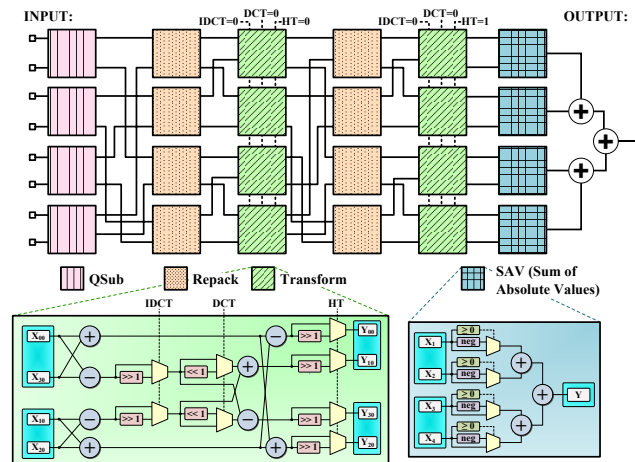 INPUT:
OUTPUT:
DCT=0
DCT=0
IDCT=0
HT=0
IDCT=0
HT=1
+
+
+
QSub
Repack
Transform
SAV (Sum of
Absolute Values)
IDCT
DCT
HT
X₀₀
+
−
>> 1
Y₀₀
X₃₀
−
>> 1
<< 1
+
>> 1
Y₁₀
X₁₀
−
>> 1
<< 1
−
>> 1
Y₃₀
X₂₀
+
+
>> 1
Y₂₀
X₁
≥ 0
neg
+
X₂
≥ 0
neg
+
Y
X₃
≥ 0
neg
+
X₄
≥ 0
neg